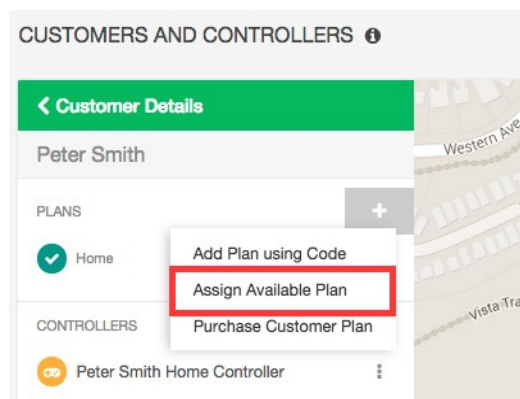 CUSTOMERS AND CONTROLLERS
Customer Details
Peter Smith
PLANS
Home
Add Plan using Code
Assign Available Plan
Purchase Customer Plan
CONTROLLERS
Peter Smith Home Controller
Western Ave
Vista Tra